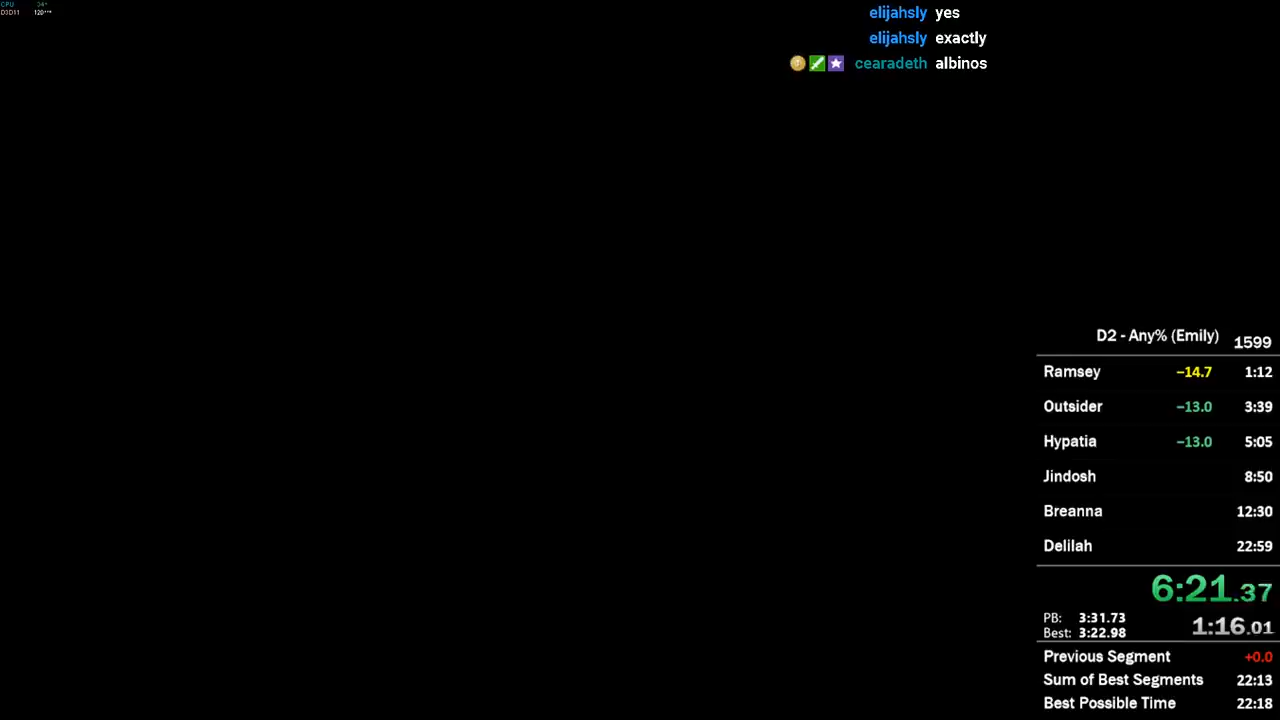 CPU
D3D11
elijahsly yes
elijahsly exactly
cearadeth albinos
D2 - Any% (Emily) 1599
Ramsey −14.7 1:12
Outsider −13.0 3:39
Hypatia −13.0 5:05
Jindosh 8:50
Breanna 12:30
Delilah 22:59
6:21.37
PB: 3:31.73
Best: 3:22.98
1:16.01
Previous Segment +0.0
Sum of Best Segments 22:13
Best Possible Time 22:18